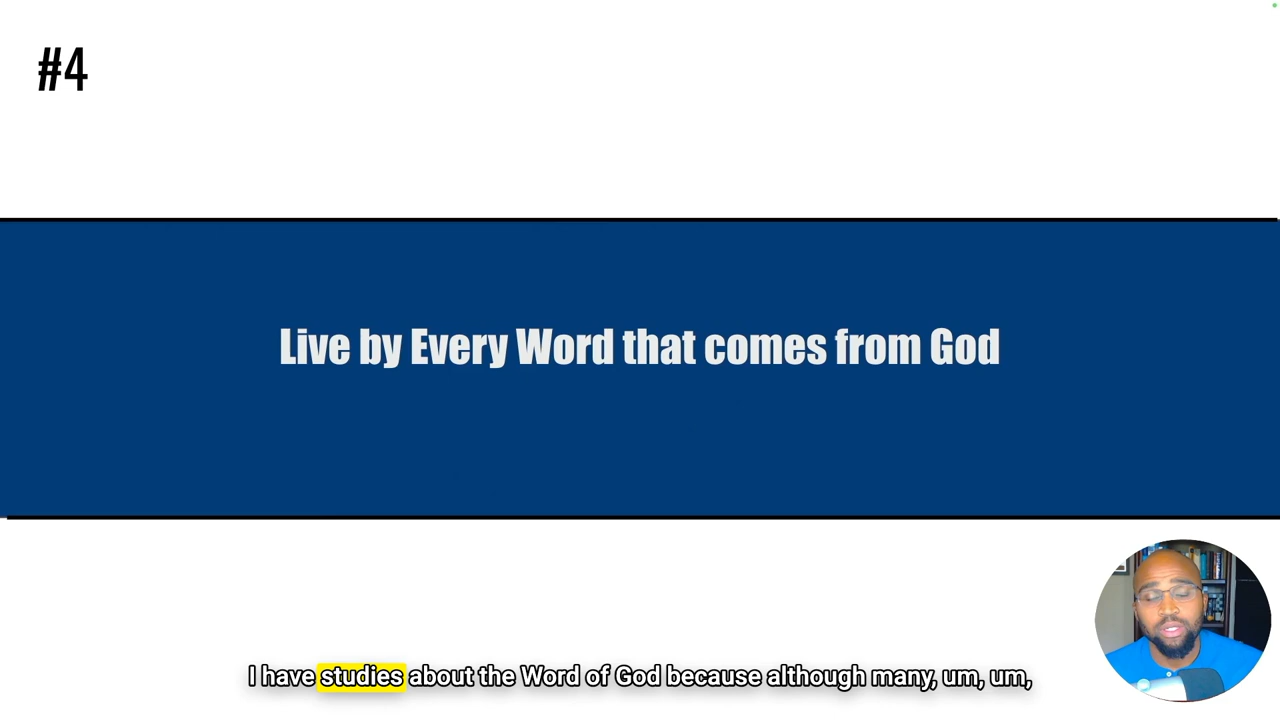 #4
Live by Every Word that comes from God
I have studies about the Word of God because although many, um, um,